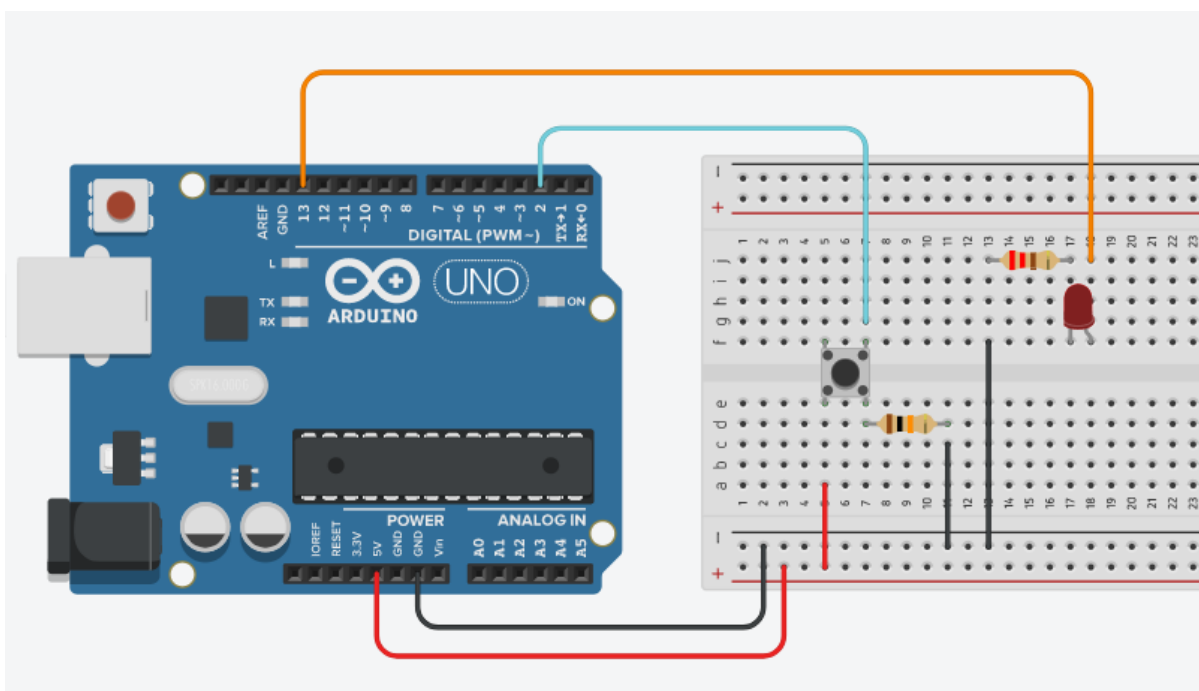 AREF
GND
13
12
~11
~10
~9
8
7
~6
~5
4
~3
2
TX→1
RX←0
DIGITAL (PWM ~)
L
TX
RX
UNO
ON
ARDUINO
POWER
ANALOG IN
IOREF
RESET
3.3V
5V
GND
GND
Vin
A0
A1
A2
A3
A4
A5
−
+
1 2 3 4 5 6 7 8 9 10 11 12 13 14 15 16 17 18 19 20 21 22 23
j
i
h
g
f
e
d
c
b
a
1 2 3 4 5 6 7 8 9 10 11 12 13 14 15 16 17 18 19 20 21 22 23
−
+